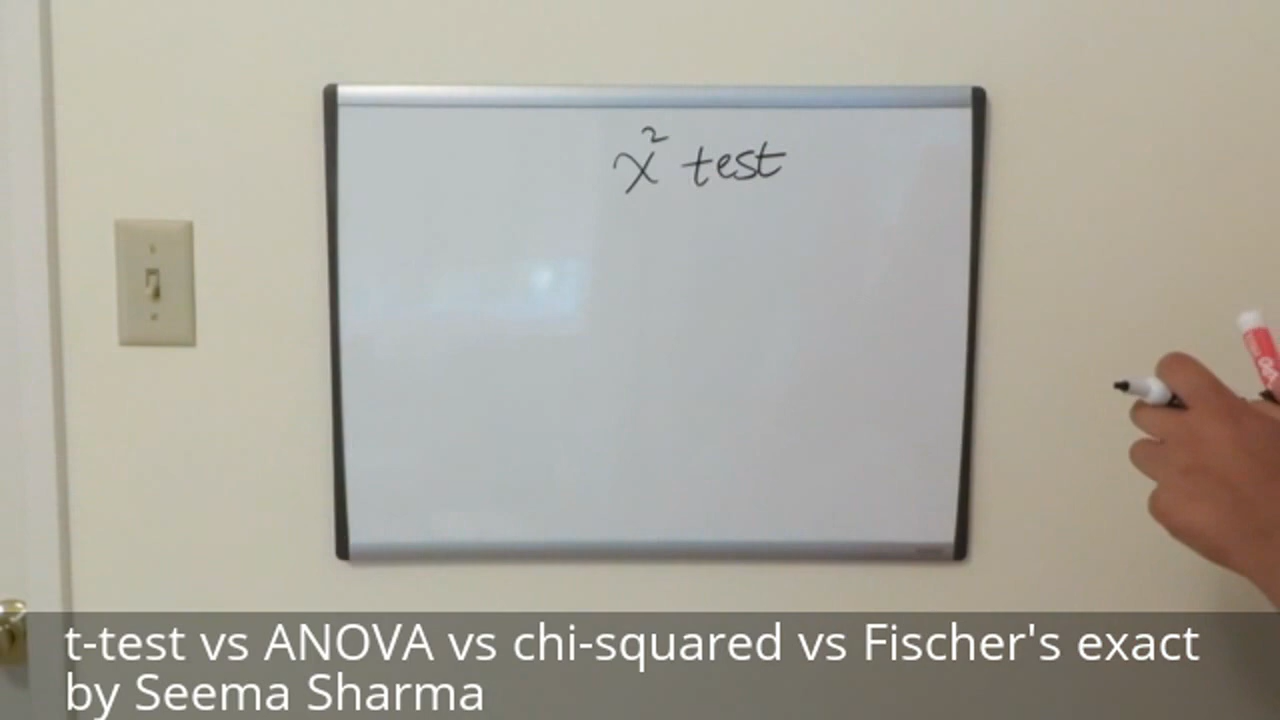 χ² test
t-test vs ANOVA vs chi-squared vs Fischer's exact
by Seema Sharma